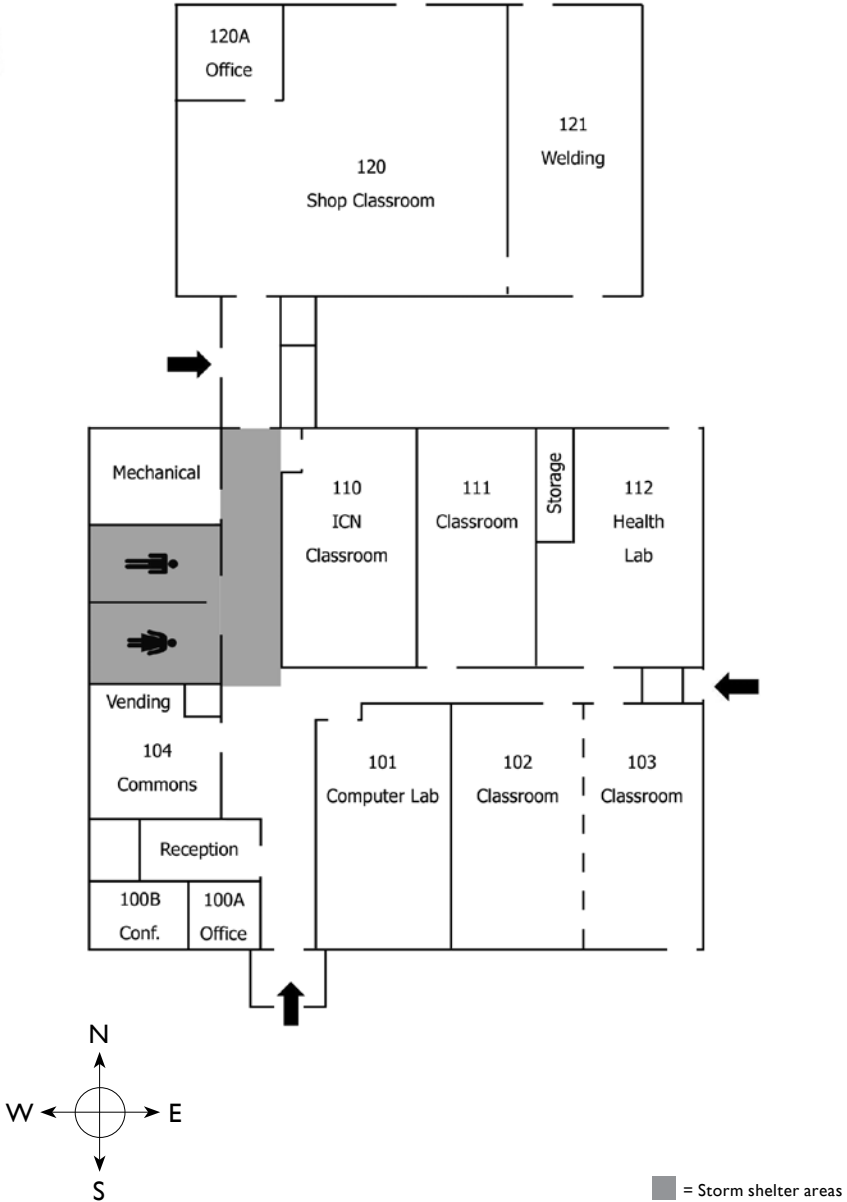 120A
Office
120
Shop Classroom
121
Welding
Mechanical
110
ICN
Classroom
111
Classroom
Storage
112
Health
Lab
Vending
104
Commons
101
Computer Lab
102
Classroom
103
Classroom
Reception
100B
Conf.
100A
Office
N
W
E
S
= Storm shelter areas